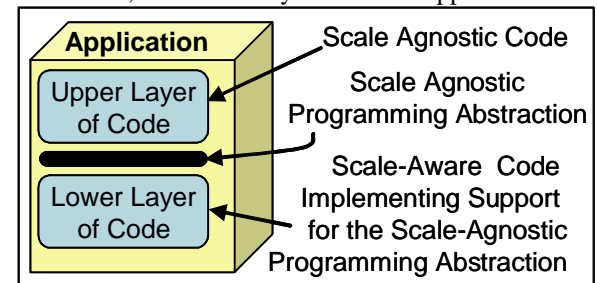 Application
Upper Layer
of Code
Lower Layer
of Code
Scale Agnostic Code
Scale Agnostic
Programming Abstraction
Scale-Aware Code
Implementing Support
for the Scale-Agnostic
Programming Abstraction